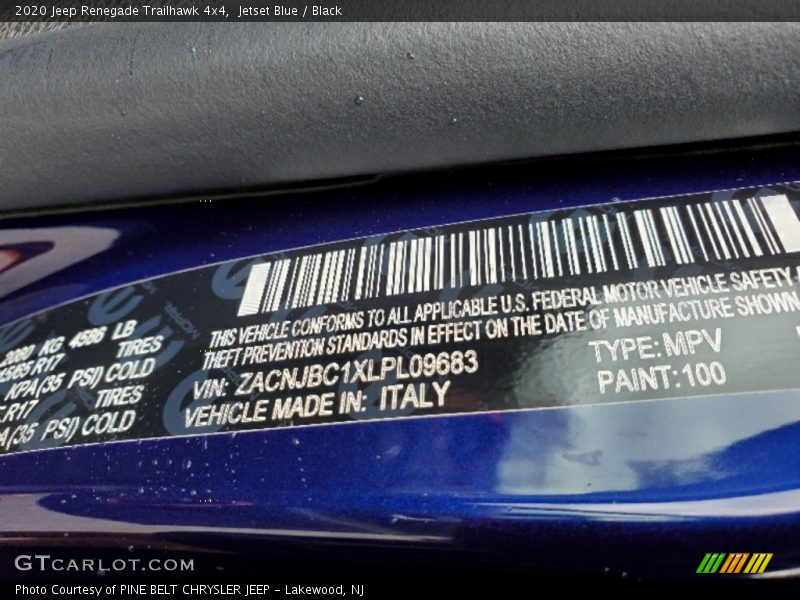 2020 Jeep Renegade Trailhawk 4x4, Jetset Blue / Black
2080 KG 4586 LB
R17 TIRES
KPA(35 PSI) COLD
R17 TIRES
(35 PSI) COLD
THIS VEHICLE CONFORMS TO ALL APPLICABLE U.S. FEDERAL MOTOR VEHICLE SAFETY
THEFT PREVENTION STANDARDS IN EFFECT ON THE DATE OF MANUFACTURE SHOWN
VIN: ZACNJBC1XLPL09683
VEHICLE MADE IN: ITALY
TYPE: MPV
PAINT: 100
MOPAR
GTCARLOT.COM
Photo Courtesy of PINE BELT CHRYSLER JEEP - Lakewood, NJ